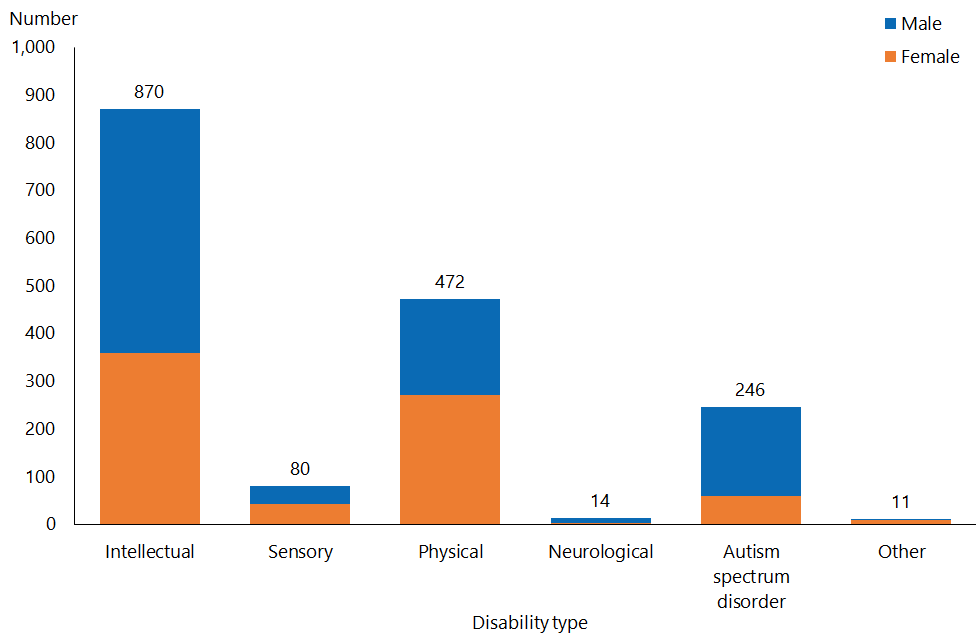 Number
Male
Female
1,000
900
800
700
600
500
400
300
200
100
0
870
80
472
14
246
11
Intellectual
Sensory
Physical
Neurological
Autism
spectrum
disorder
Other
Disability type